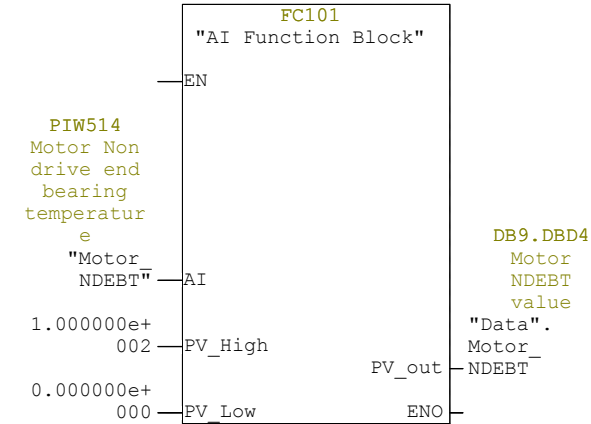 FC101
"AI Function Block"
EN
PIW514
Motor Non
drive end
bearing
temperatur
e
"Motor_
NDEBT"
AI
1.000000e+
002
PV_High
0.000000e+
000
PV_Low
DB9.DBD4
Motor
NDEBT
value
"Data".
Motor_
NDEBT
PV_out
ENO